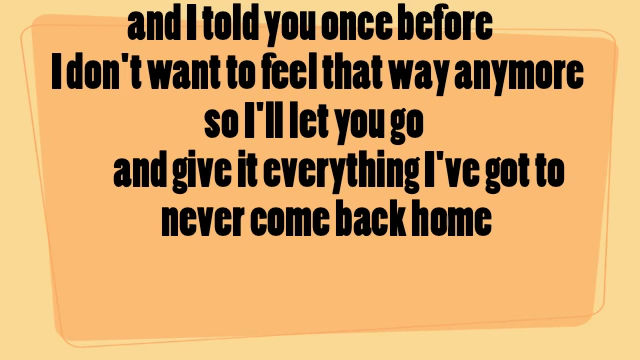 and I told you once before
I don't want to feel that way anymore
so I'll let you go
and give it everything I've got to
never come back home